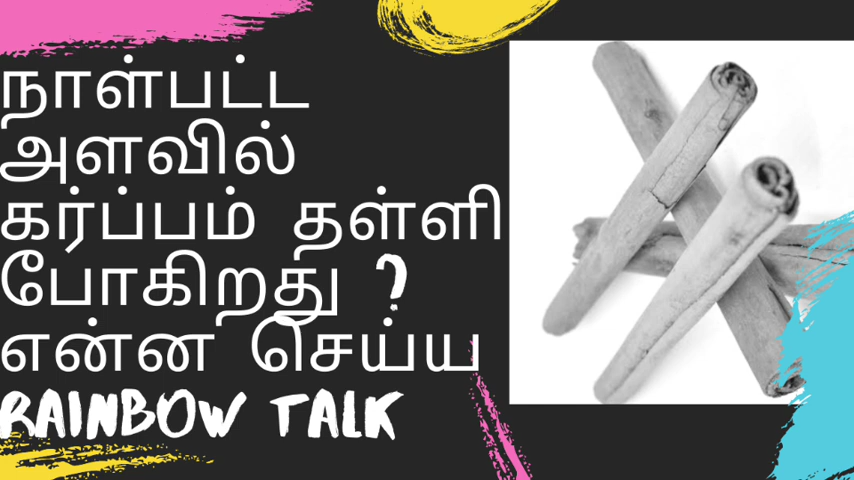 நாள்பட்ட
அளவில்
கர்ப்பம் தள்ளி
போகிறது ?
என்ன செய்ய
RAINBOW TALK